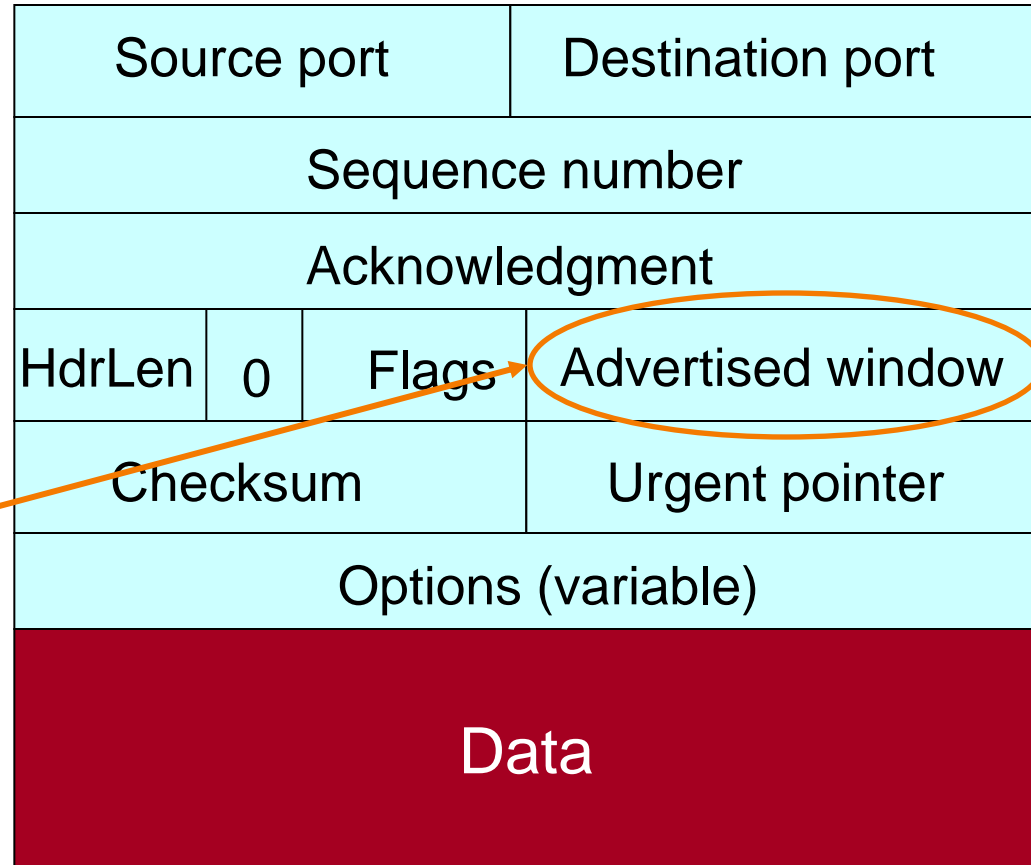 Source port Destination port
Sequence number
Acknowledgment
HdrLen 0 Flags Advertised window
Checksum Urgent pointer
Options (variable)
Data